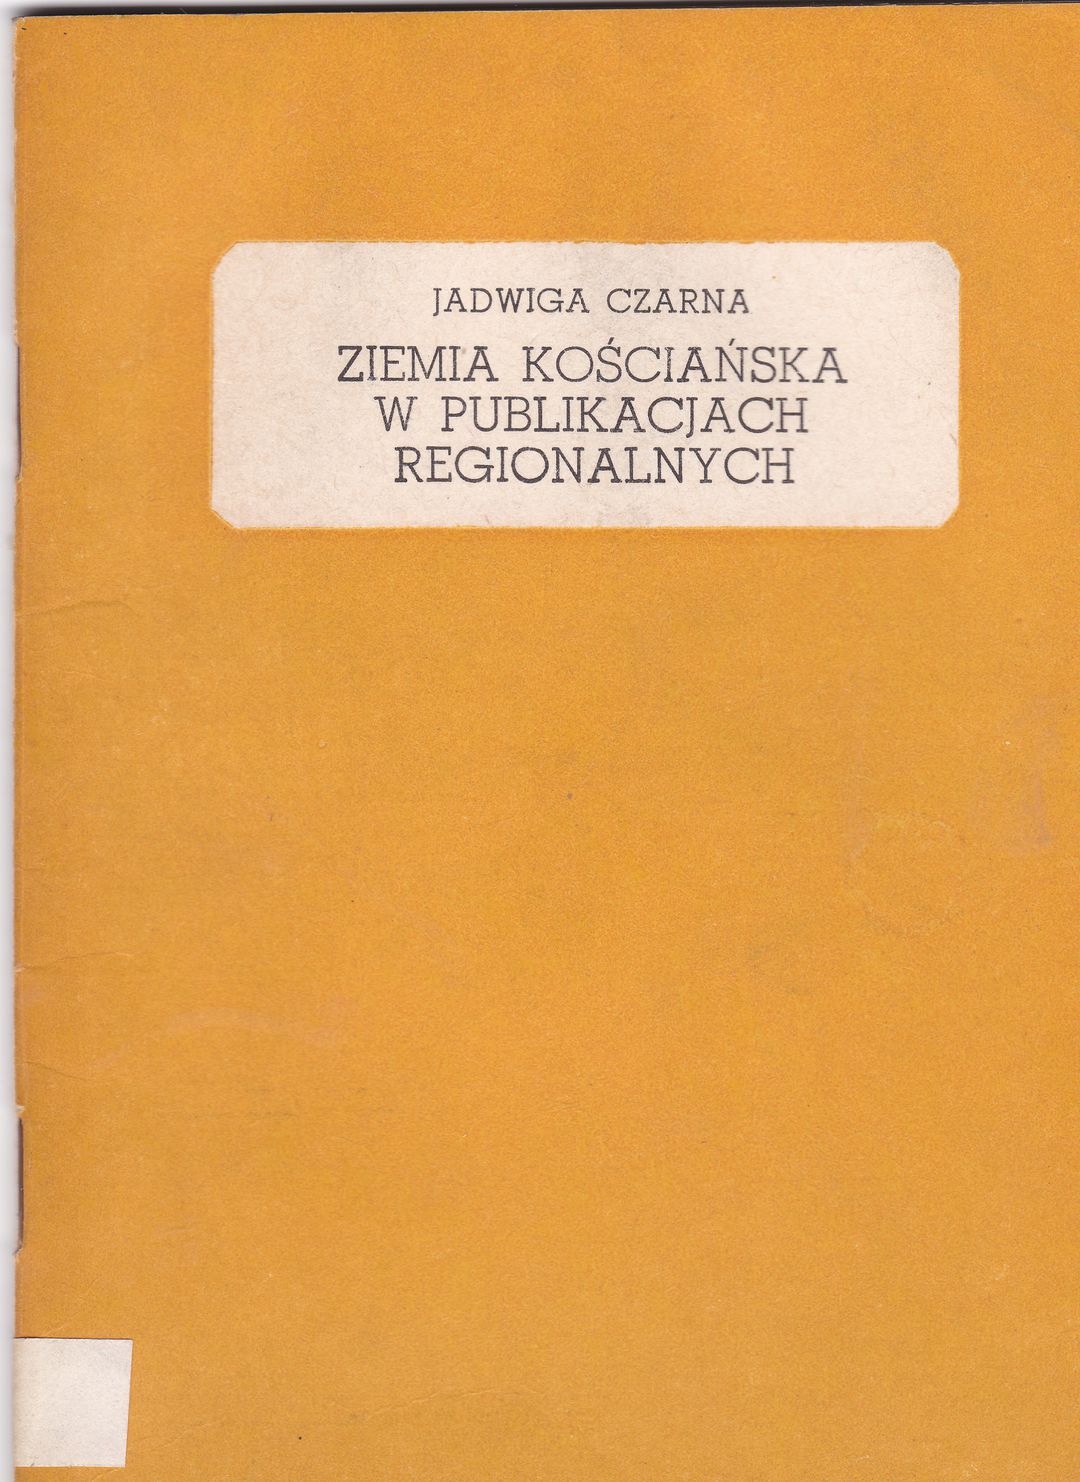 JADWIGA CZARNA
ZIEMIA KOŚCIAŃSKA
W PUBLIKACJACH
REGIONALNYCH